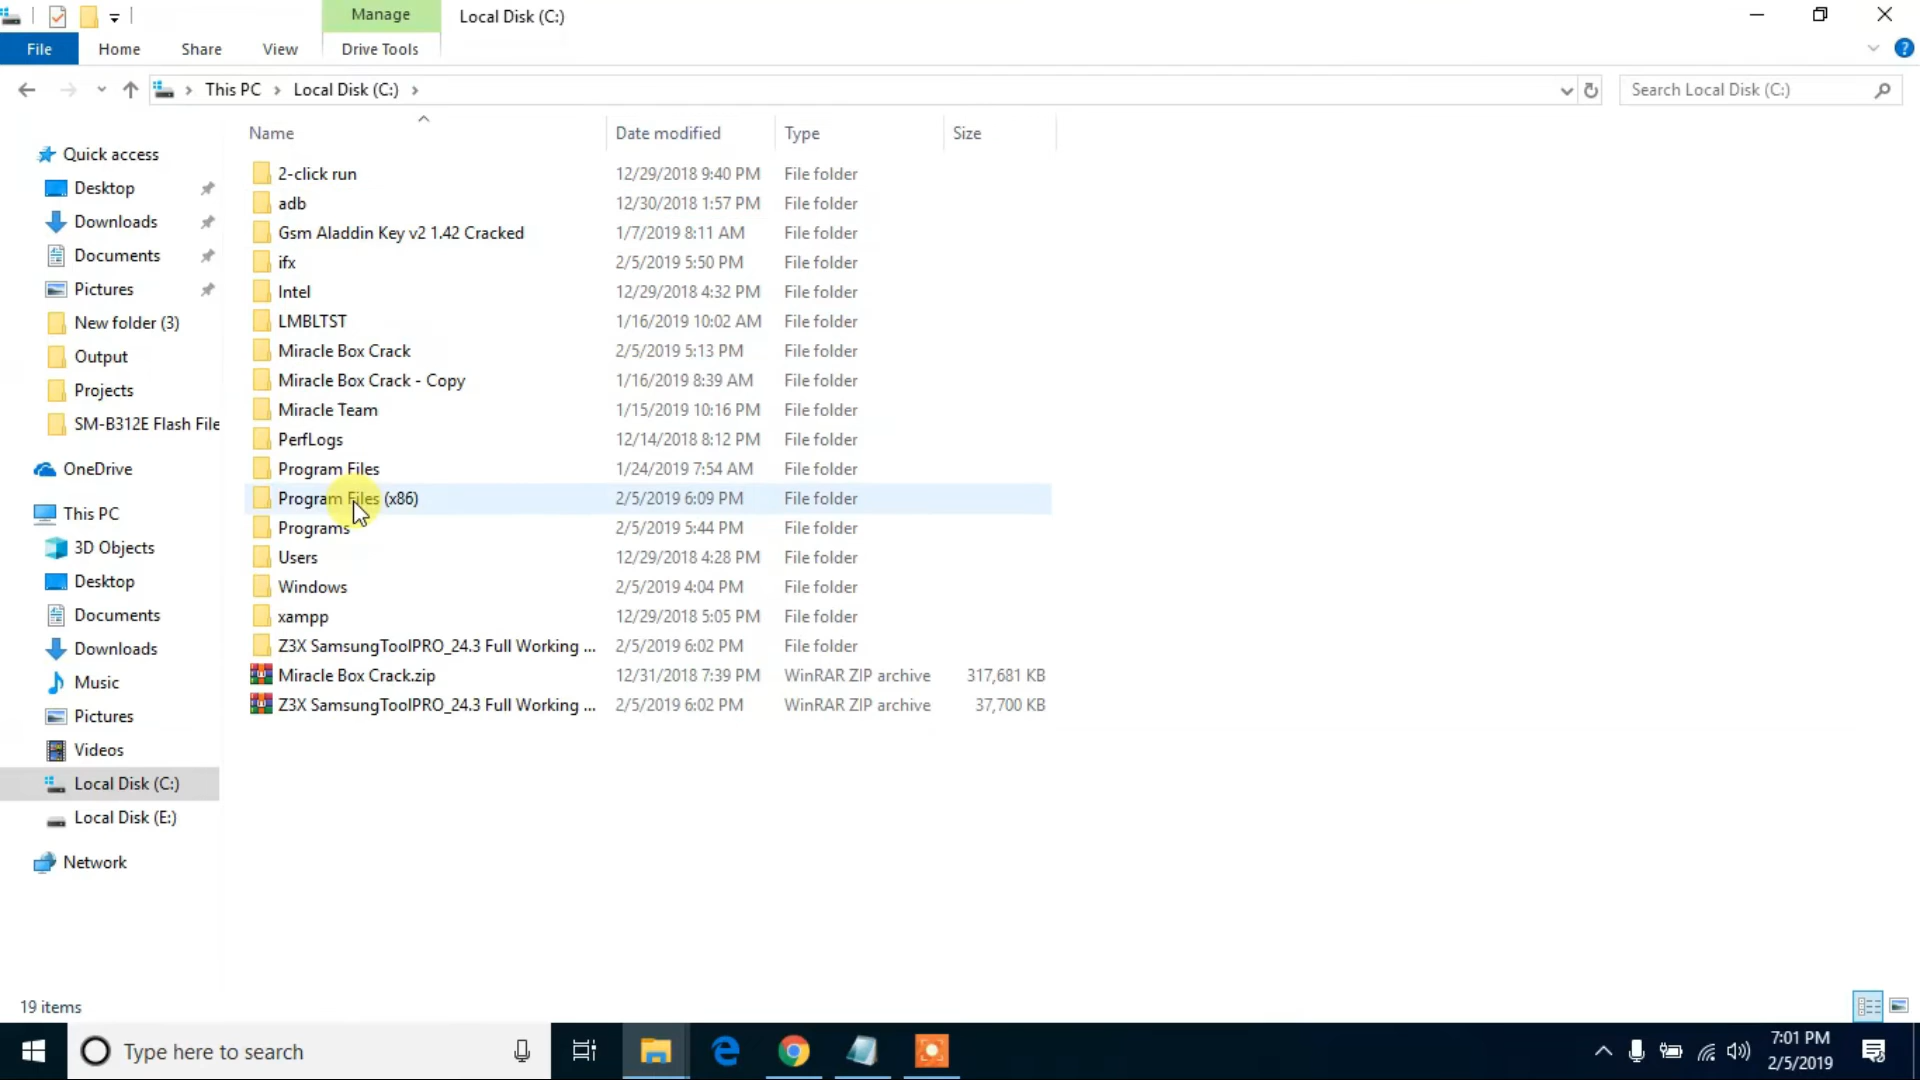 Manage
Local Disk (C:)
File
Home
Share
View
Drive Tools
This PC
Local Disk (C:)
Search Local Disk (C:)
Name
Date modified
Type
Size
Quick access
Desktop
Downloads
Documents
Pictures
New folder (3)
Output
Projects
SM-B312E Flash File
OneDrive
This PC
3D Objects
Desktop
Documents
Downloads
Music
Pictures
Videos
Local Disk (C:)
Local Disk (E:)
Network
2-click run 12/29/2018 9:40 PM File folder
adb 12/30/2018 1:57 PM File folder
Gsm Aladdin Key v2 1.42 Cracked 1/7/2019 8:11 AM File folder
ifx 2/5/2019 5:50 PM File folder
Intel 12/29/2018 4:32 PM File folder
LMBLTST 1/16/2019 10:02 AM File folder
Miracle Box Crack 2/5/2019 5:13 PM File folder
Miracle Box Crack - Copy 1/16/2019 8:39 AM File folder
Miracle Team 1/15/2019 10:16 PM File folder
PerfLogs 12/14/2018 8:12 PM File folder
Program Files 1/24/2019 7:54 AM File folder
Program Files (x86) 2/5/2019 6:09 PM File folder
Programs 2/5/2019 5:44 PM File folder
Users 12/29/2018 4:28 PM File folder
Windows 2/5/2019 4:04 PM File folder
xampp 12/29/2018 5:05 PM File folder
Z3X SamsungToolPRO_24.3 Full Working ... 2/5/2019 6:02 PM File folder
Miracle Box Crack.zip 12/31/2018 7:39 PM WinRAR ZIP archive 317,681 KB
Z3X SamsungToolPRO_24.3 Full Working ... 2/5/2019 6:02 PM WinRAR ZIP archive 37,700 KB
19 items
Type here to search
7:01 PM
2/5/2019